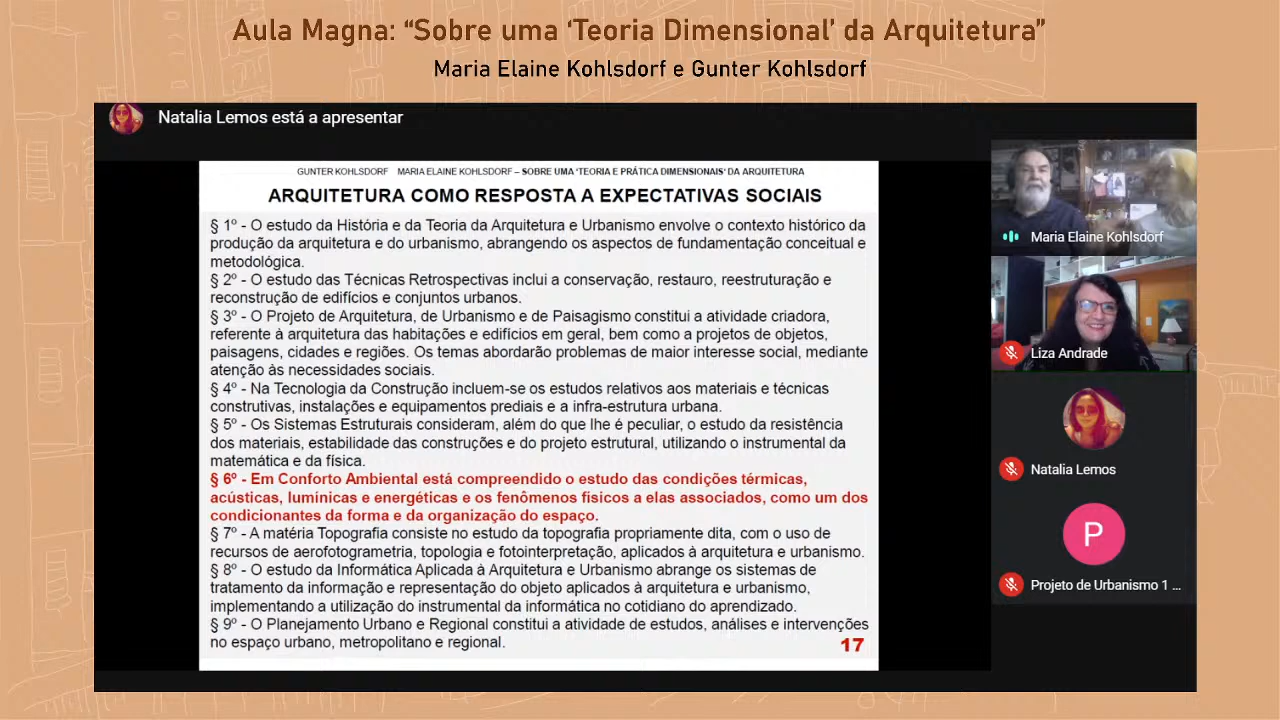 Aula Magna: “Sobre uma ‘Teoria Dimensional’ da Arquitetura”
Maria Elaine Kohlsdorf e Gunter Kohlsdorf
Natalia Lemos está a apresentar
GUNTER KOHLSDORF MARIA ELAINE KOHLSDORF – SOBRE UMA ‘TEORIA E PRÁTICA DIMENSIONAIS’ DA ARQUITETURA
ARQUITETURA COMO RESPOSTA A EXPECTATIVAS SOCIAIS
§ 1º - O estudo da História e da Teoria da Arquitetura e Urbanismo envolve o contexto histórico da
produção da arquitetura e do urbanismo, abrangendo os aspectos de fundamentação conceitual e
metodológica.
§ 2º - O estudo das Técnicas Retrospectivas inclui a conservação, restauro, reestruturação e
reconstrução de edifícios e conjuntos urbanos.
§ 3º - O Projeto de Arquitetura, de Urbanismo e de Paisagismo constitui a atividade criadora,
referente à arquitetura das habitações e edifícios em geral, bem como a projetos de objetos,
paisagens, cidades e regiões. Os temas abordarão problemas de maior interesse social, mediante
atenção às necessidades sociais.
§ 4º - Na Tecnologia da Construção incluem-se os estudos relativos aos materiais e técnicas
construtivas, instalações e equipamentos prediais e a infra-estrutura urbana.
§ 5º - Os Sistemas Estruturais consideram, além do que lhe é peculiar, o estudo da resistência
dos materiais, estabilidade das construções e do projeto estrutural, utilizando o instrumental da
matemática e da física.
§ 6º - Em Conforto Ambiental está compreendido o estudo das condições térmicas,
acústicas, lumínicas e energéticas e os fenômenos físicos a elas associados, como um dos
condicionantes da forma e da organização do espaço.
§ 7º - A matéria Topografia consiste no estudo da topografia propriamente dita, com o uso de
recursos de aerofotogrametria, topologia e fotointerpretação, aplicados à arquitetura e urbanismo.
§ 8º - O estudo da Informática Aplicada à Arquitetura e Urbanismo abrange os sistemas de
tratamento da informação e representação do objeto aplicados à arquitetura e urbanismo,
implementando a utilização do instrumental da informática no cotidiano do aprendizado.
§ 9º - O Planejamento Urbano e Regional constitui a atividade de estudos, análises e intervenções
no espaço urbano, metropolitano e regional.
17
Maria Elaine Kohlsdorf
Liza Andrade
Natalia Lemos
P
Projeto de Urbanismo 1 ...